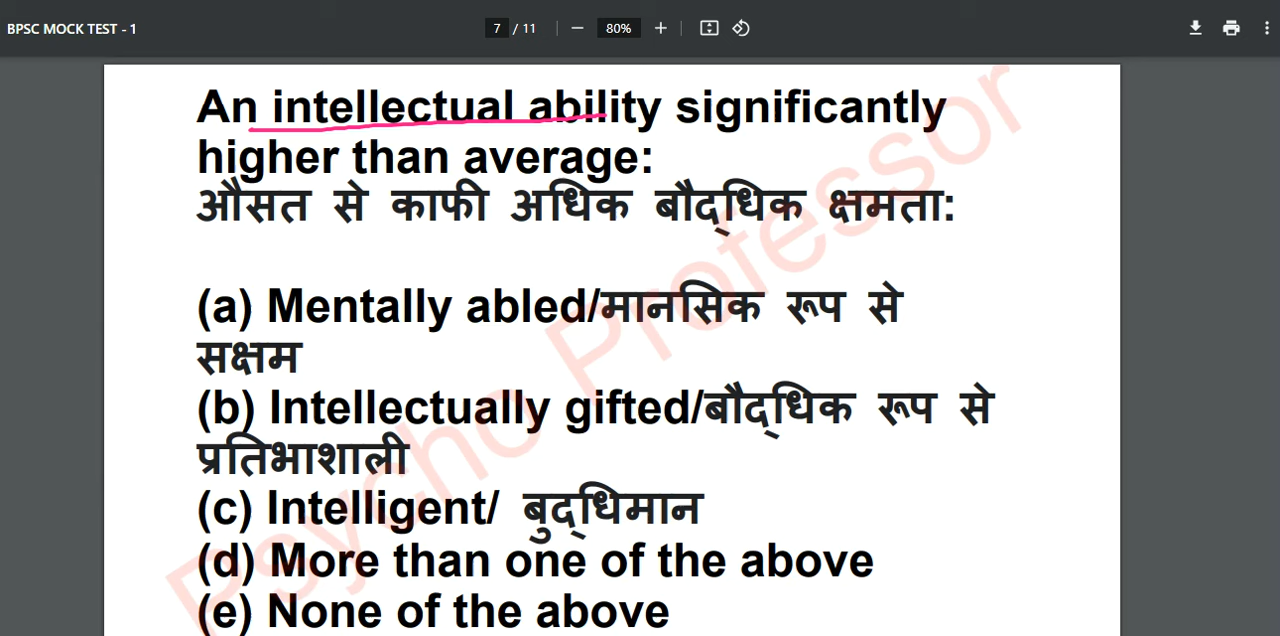 BPSC MOCK TEST - 1
7 / 11
80%
An intellectual ability significantly
higher than average:
औसत से काफी अधिक बौद्धिक क्षमता:
(a) Mentally abled/मानसिक रूप से
सक्षम
(b) Intellectually gifted/बौद्धिक रूप से
प्रतिभाशाली
(c) Intelligent/ बुद्धिमान
(d) More than one of the above
(e) None of the above
Psycho Professor